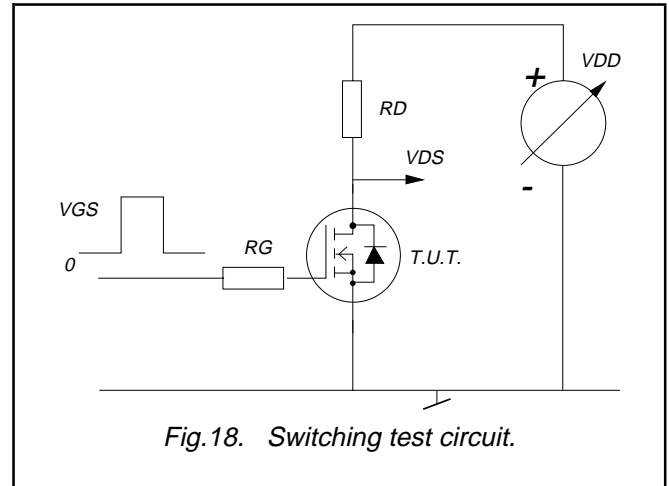 VDD
+
RD
VDS
-
VGS
RG
T.U.T.
0
Fig.18. Switching test circuit.